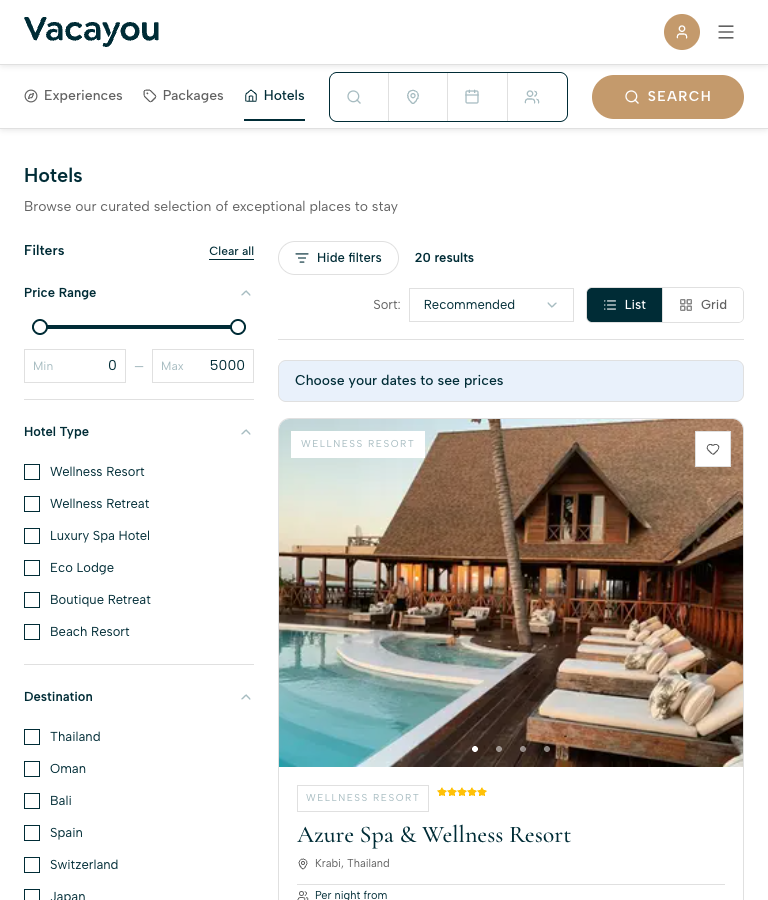 Vacayou
Experiences
Packages
Hotels
SEARCH
Hotels
Browse our curated selection of exceptional places to stay
Filters
Clear all
Hide filters
20 results
Price Range
Sort:
Recommended
List
Grid
Min
0
–
Max
5000
Choose your dates to see prices
Hotel Type
Wellness Resort
Wellness Retreat
Luxury Spa Hotel
Eco Lodge
Boutique Retreat
Beach Resort
Destination
Thailand
Oman
Bali
Spain
Switzerland
Japan
WELLNESS RESORT
WELLNESS RESORT
Azure Spa & Wellness Resort
Krabi, Thailand
Per night from